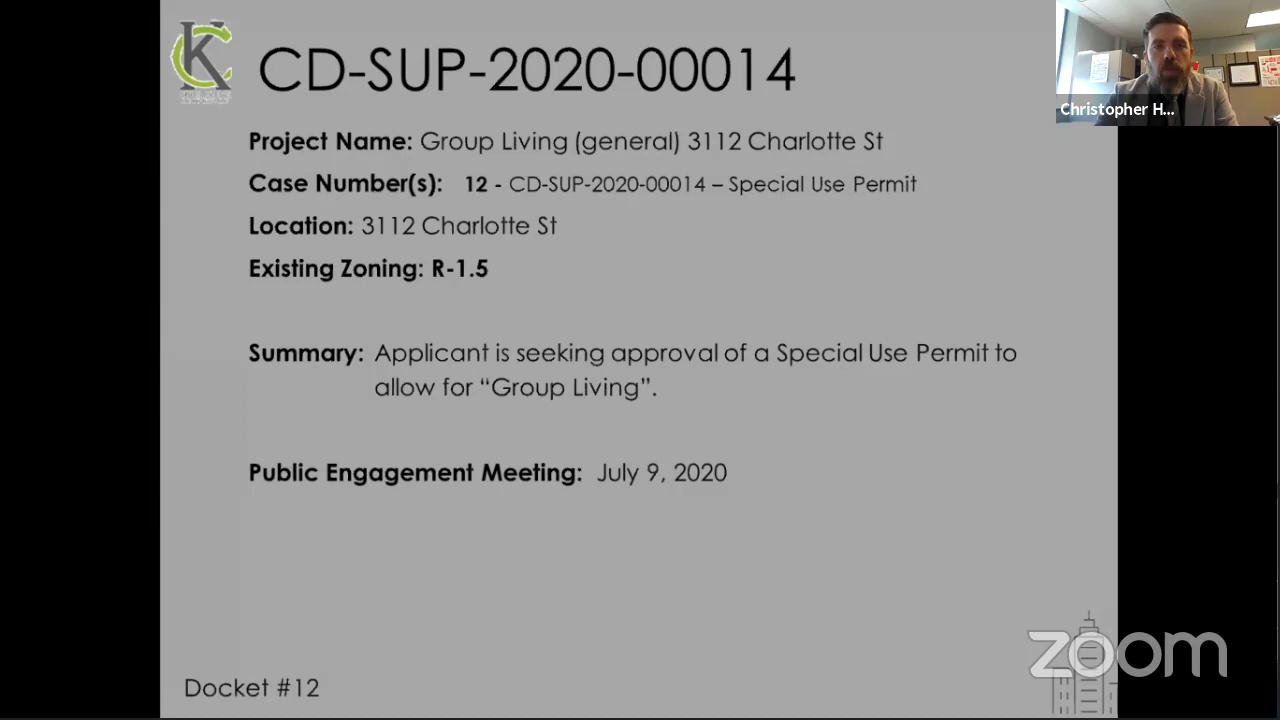 KC
CD-SUP-2020-00014
Christopher H...
Project Name: Group Living (general) 3112 Charlotte St
Case Number(s): 12 - CD-SUP-2020-00014 – Special Use Permit
Location: 3112 Charlotte St
Existing Zoning: R-1.5
Summary: Applicant is seeking approval of a Special Use Permit to
allow for “Group Living”.
Public Engagement Meeting: July 9, 2020
zoom
Docket #12